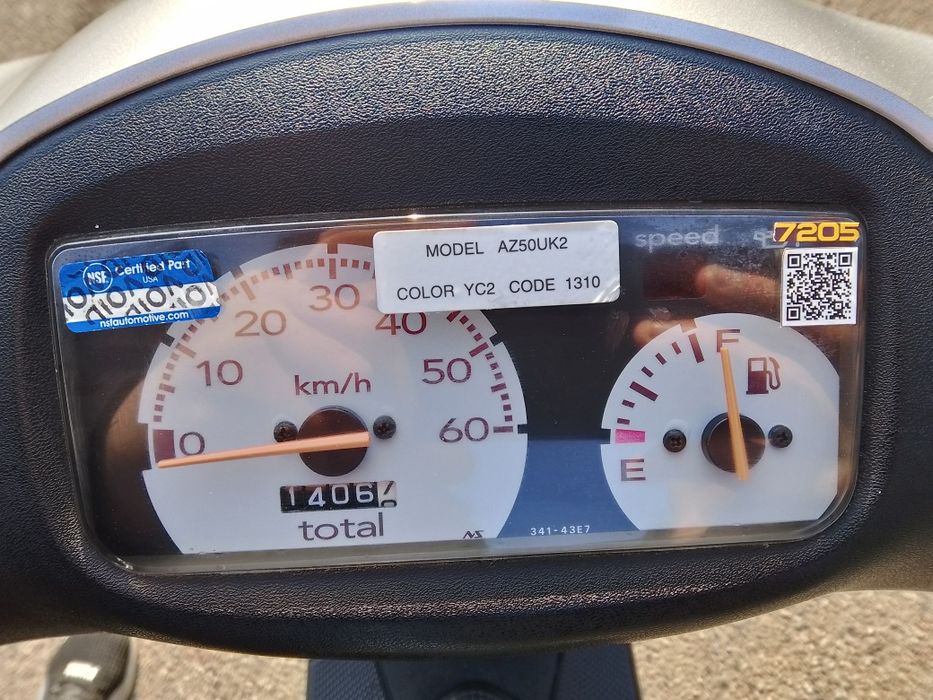 NSF Certified Part
USA
nsfautomotive.com
MODEL AZ50UK2
COLOR YC2 CODE 1310
speed
7205
0
10
20
30
40
50
60
km/h
1406
total
341-43E7
F
E